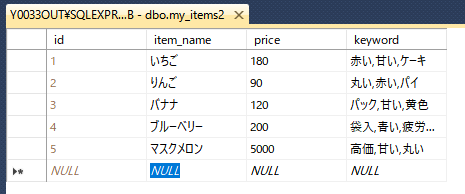 Y0033OUT¥SQLEXPR...B - dbo.my_items2
id item_name price keyword
1 いちご 180 赤い,甘い,ケーキ
2 りんご 90 丸い,赤い,パイ
3 バナナ 120 パック,甘い,黄色
4 ブルーベリー 200 袋入,青い,疲労...
5 マスクメロン 5000 高価,甘い,丸い
NULL NULL NULL NULL